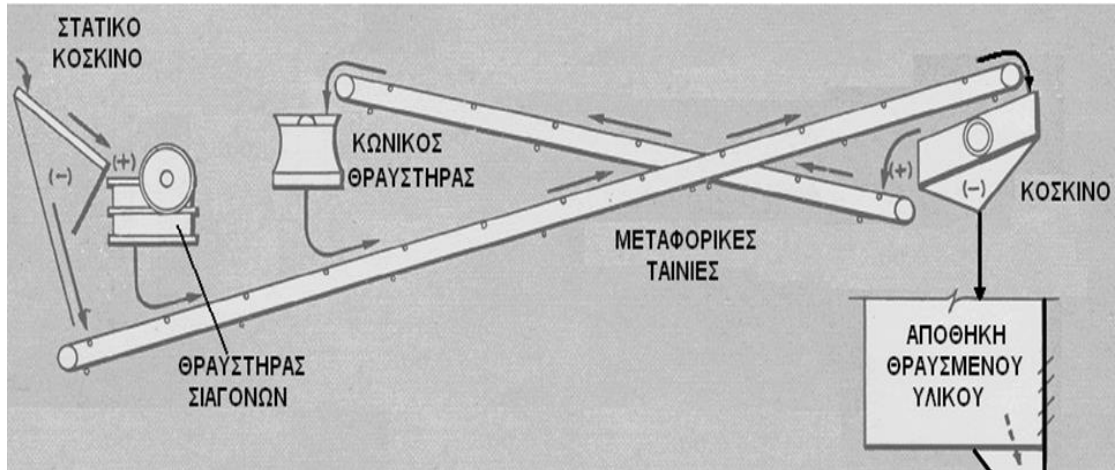 ΣΤΑΤΙΚΟ
ΚΟΣΚΙΝΟ
(-)
(+)
ΘΡΑΥΣΤΗΡΑΣ
ΣΙΑΓΟΝΩΝ
ΚΩΝΙΚΟΣ
ΘΡΑΥΣΤΗΡΑΣ
ΜΕΤΑΦΟΡΙΚΕΣ
ΤΑΙΝΙΕΣ
(+)
(-)
ΚΟΣΚΙΝΟ
ΑΠΟΘΗΚΗ
ΘΡΑΥΣΜΕΝΟΥ
ΥΛΙΚΟΥ